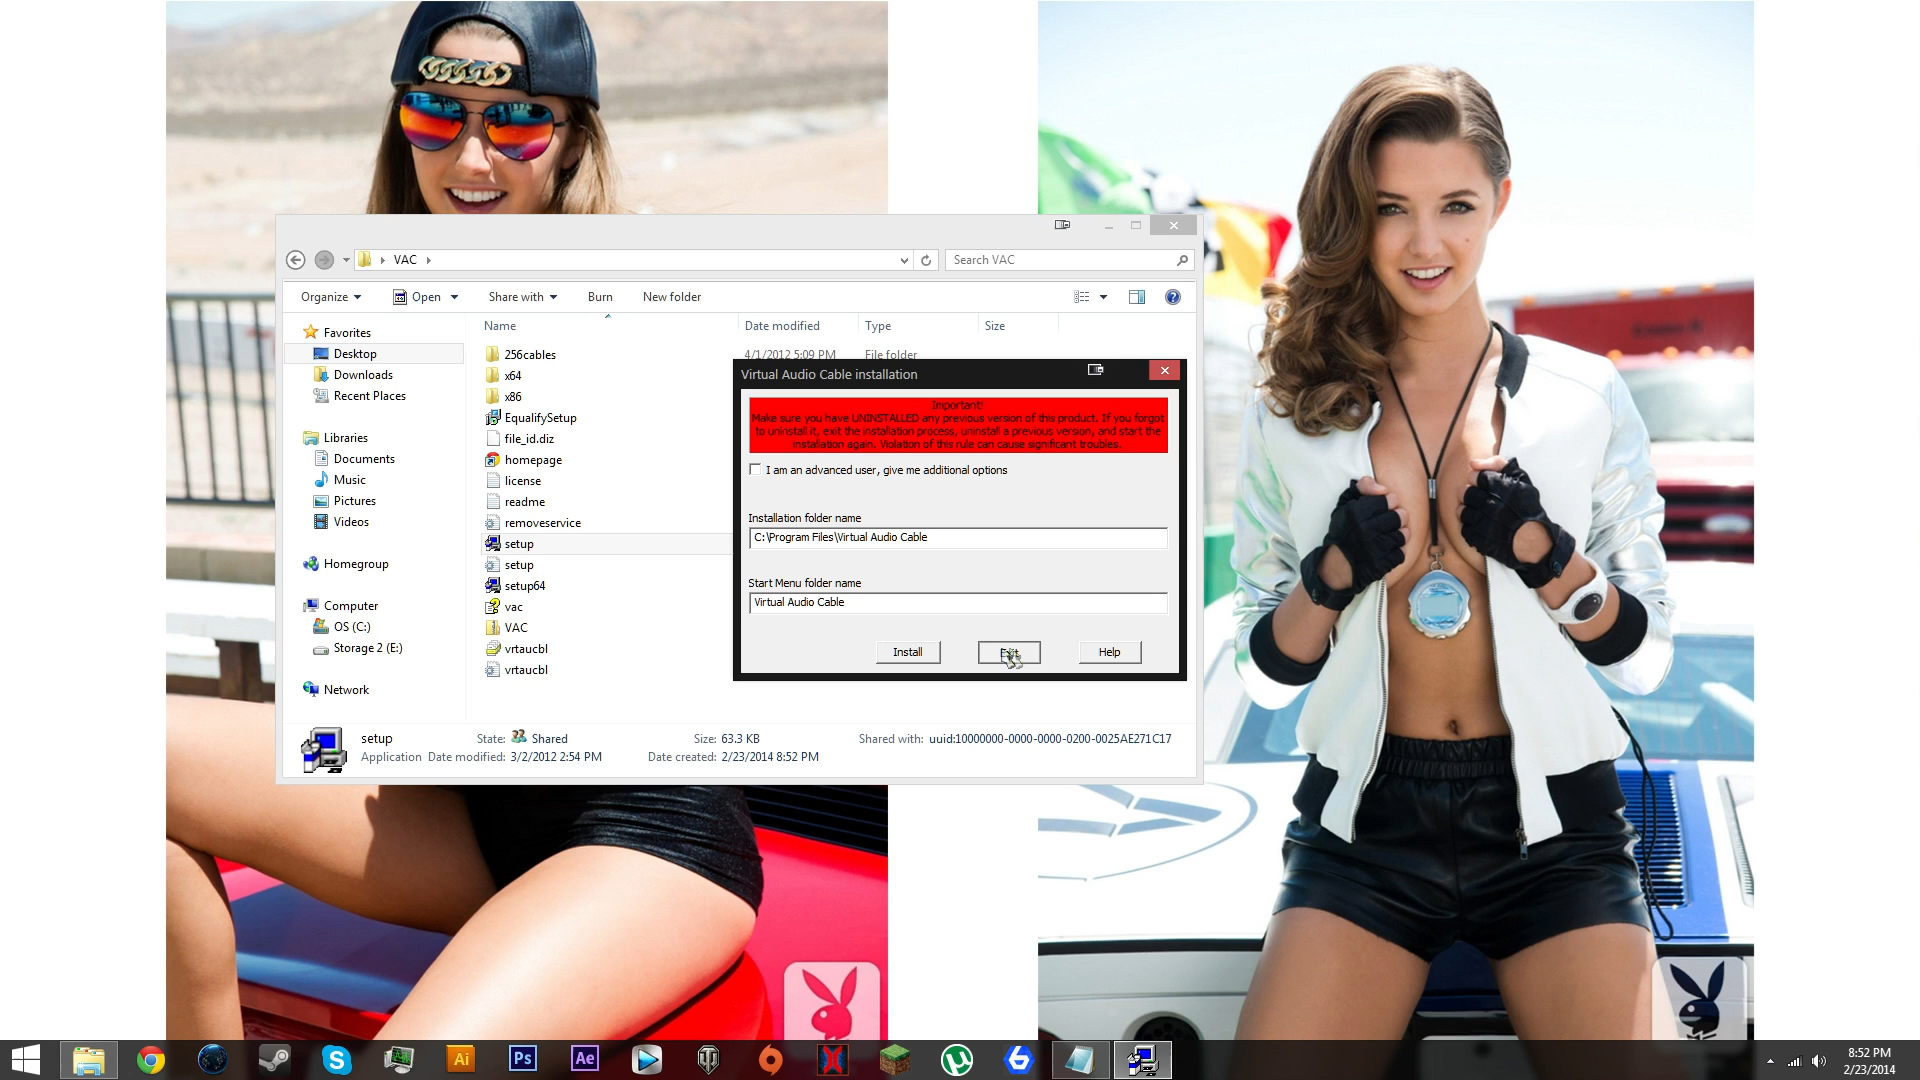 VAC
Search VAC
Organize
Open
Share with
Burn
New folder
Name
Date modified
Type
Size
Favorites
Desktop
Downloads
Recent Places
Libraries
Documents
Music
Pictures
Videos
Homegroup
Computer
OS (C:)
Storage 2 (E:)
Network
256cables
4/1/2012 5:09 PM
File folder
x64
x86
EqualifySetup
file_id.diz
homepage
license
readme
removeservice
setup
setup
setup64
vac
VAC
vrtaucbl
vrtaucbl
Virtual Audio Cable installation
Important!
Make sure you have UNINSTALLED any previous version of this product. If you forgot
to uninstall it, exit the installation process, uninstall a previous version, and start the
installation again. Violation of this rule can cause significant troubles.
I am an advanced user, give me additional options
Installation folder name
C:\Program Files\Virtual Audio Cable
Start Menu folder name
Virtual Audio Cable
Install
Exit
Help
setup
State: Shared
Size: 63.3 KB
Shared with: uuid:10000000-0000-0000-0200-0025AE271C17
Application
Date modified: 3/2/2012 2:54 PM
Date created: 2/23/2014 8:52 PM
Ai
Ps
Ae
8:52 PM
2/23/2014